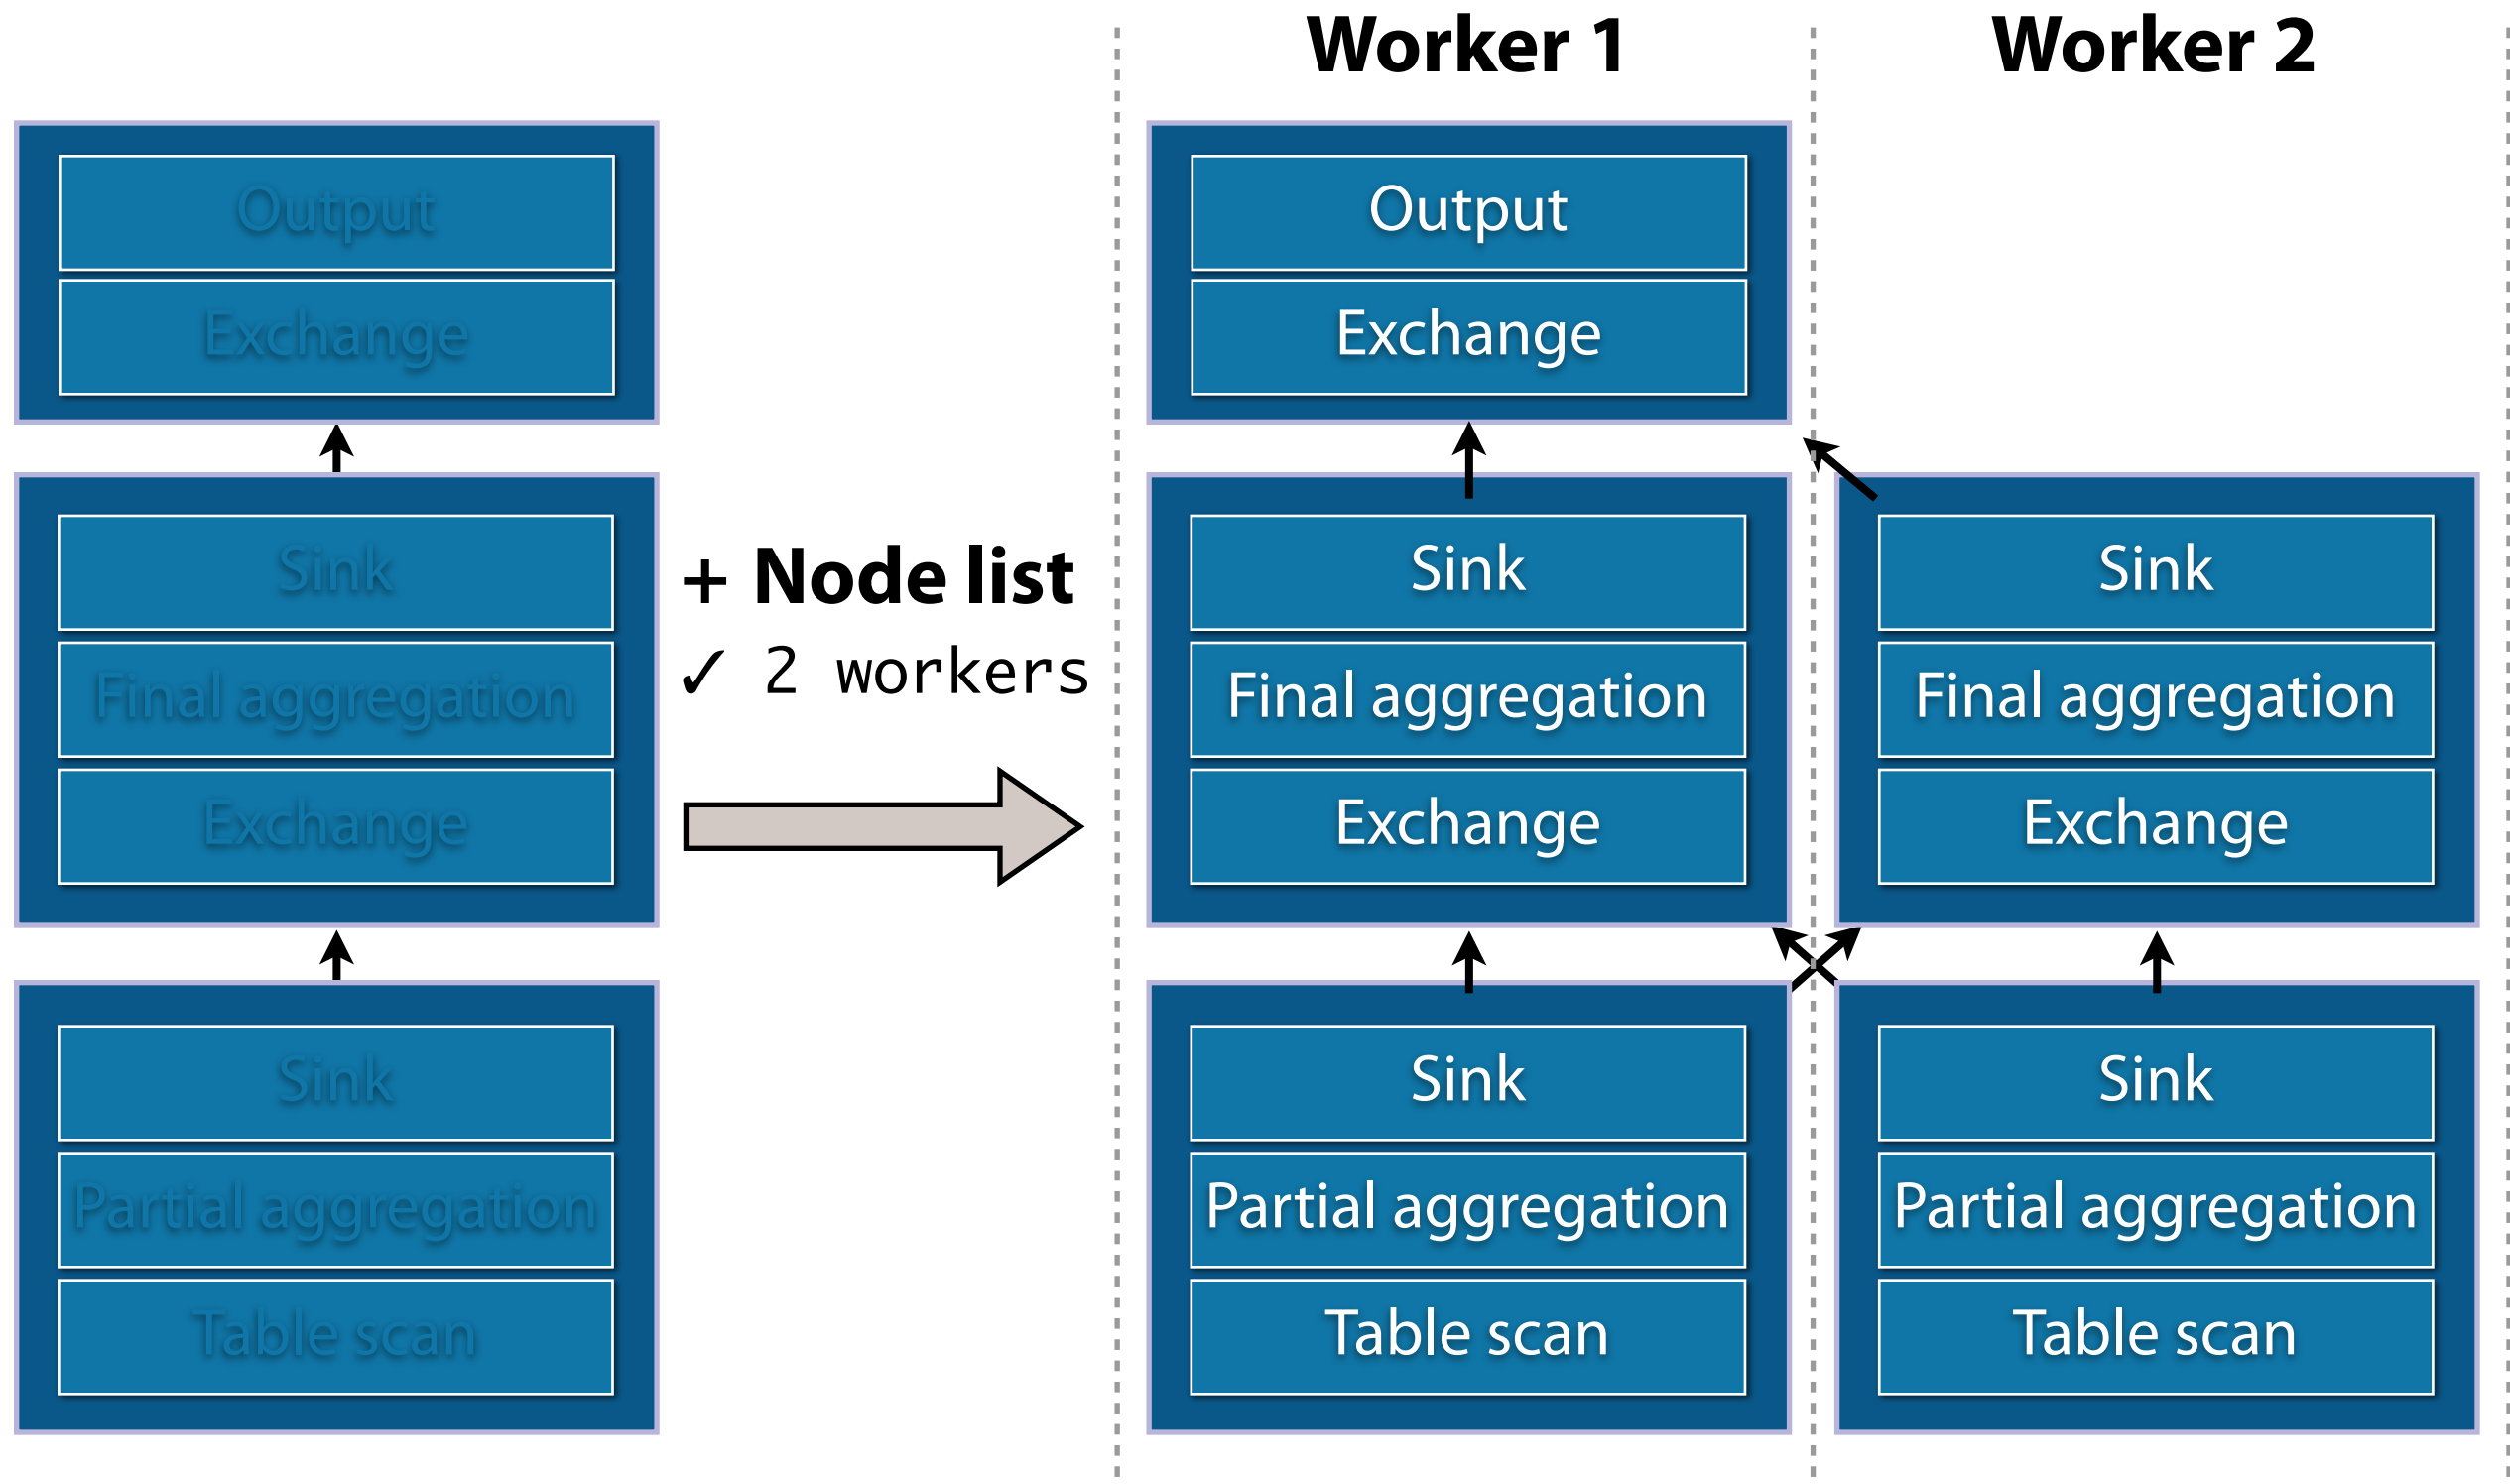 Worker 1
Worker 2
Output
Exchange
Sink
Final aggregation
Exchange
Sink
Partial aggregation
Table scan
+ Node list
✓ 2 workers
Output
Exchange
Sink
Final aggregation
Exchange
Sink
Partial aggregation
Table scan
Sink
Final aggregation
Exchange
Sink
Partial aggregation
Table scan